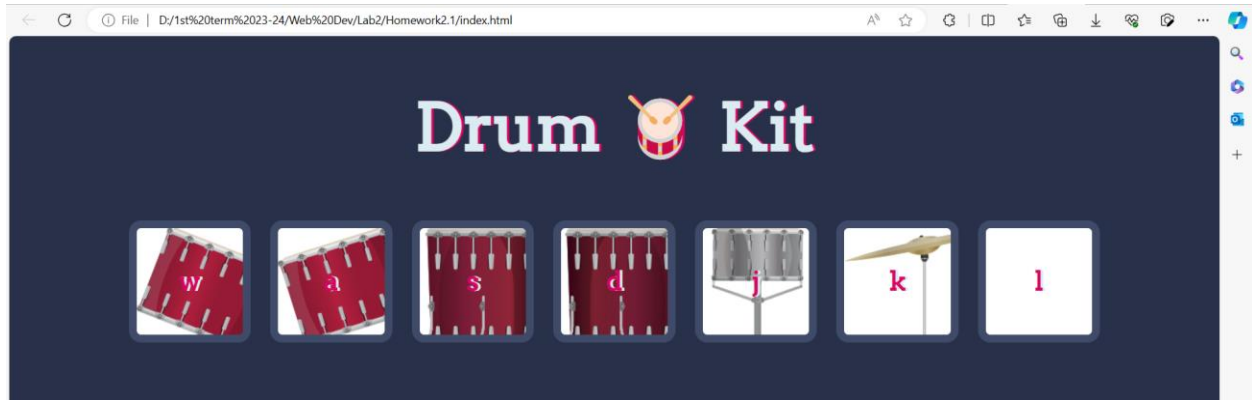 File | D:/1st%20term%2023-24/Web%20Dev/Lab2/Homework2.1/index.html
Drum 🥁 Kit
w a s d j k l